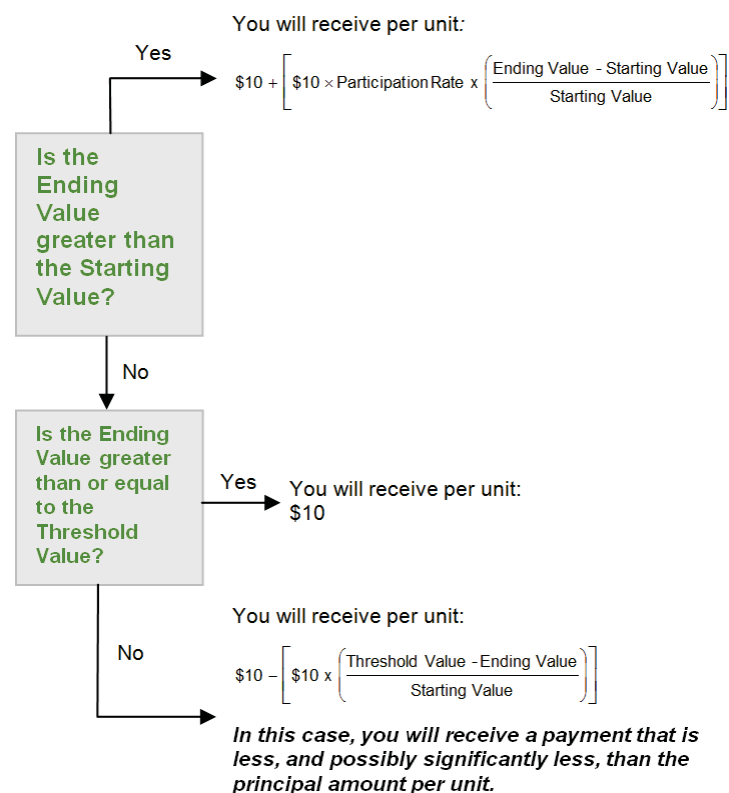 You will receive per unit:
Yes
$10 + [ $10 × Participation Rate x ( Ending Value - Starting Value
Starting Value ) ]
Is the
Ending
Value
greater than
the Starting
Value?
No
Is the Ending
Value greater
than or equal
to the
Threshold
Value?
Yes
You will receive per unit:
$10
No
You will receive per unit:
$10 – [ $10 x ( Threshold Value - Ending Value
Starting Value ) ]
In this case, you will receive a payment that is
less, and possibly significantly less, than the
principal amount per unit.